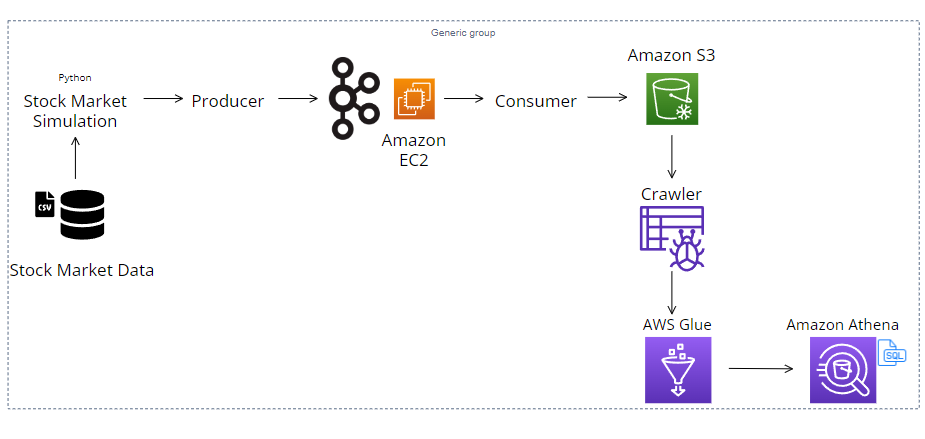 Generic group
Amazon S3
Python
Stock Market
Simulation
Producer
Consumer
Amazon
EC2
CSV
Stock Market Data
Crawler
AWS Glue
Amazon Athena
SQL